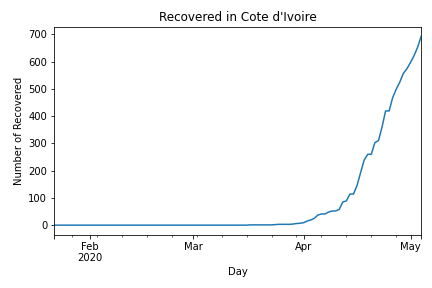 Recovered in Cote d'Ivoire
700
600
500
400
300
200
100
0
Number of Recovered
Feb
2020
Mar
Apr
May
Day